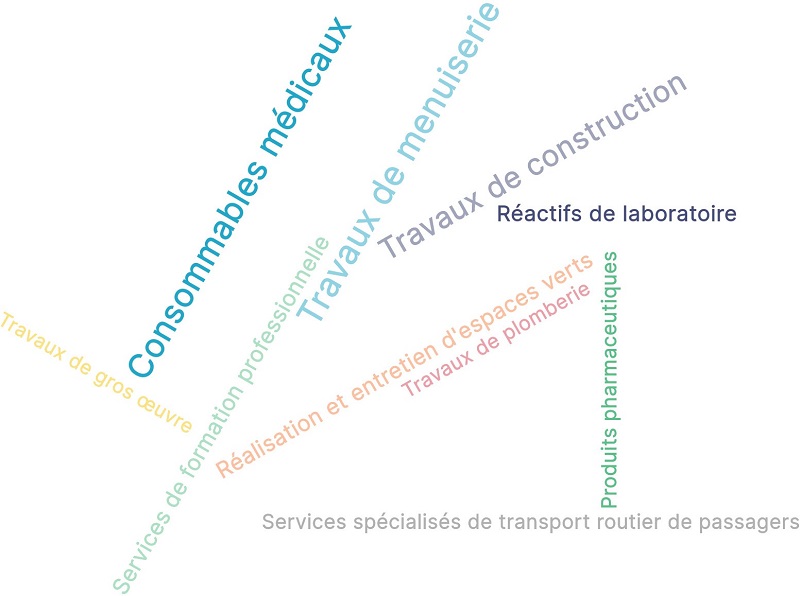 Consommables médicaux
Travaux de menuiserie
Travaux de construction
Réactifs de laboratoire
Services de formation professionnelle
Réalisation et entretien d'espaces verts
Travaux de plomberie
Produits pharmaceutiques
Travaux de gros œuvre
Services spécialisés de transport routier de passagers